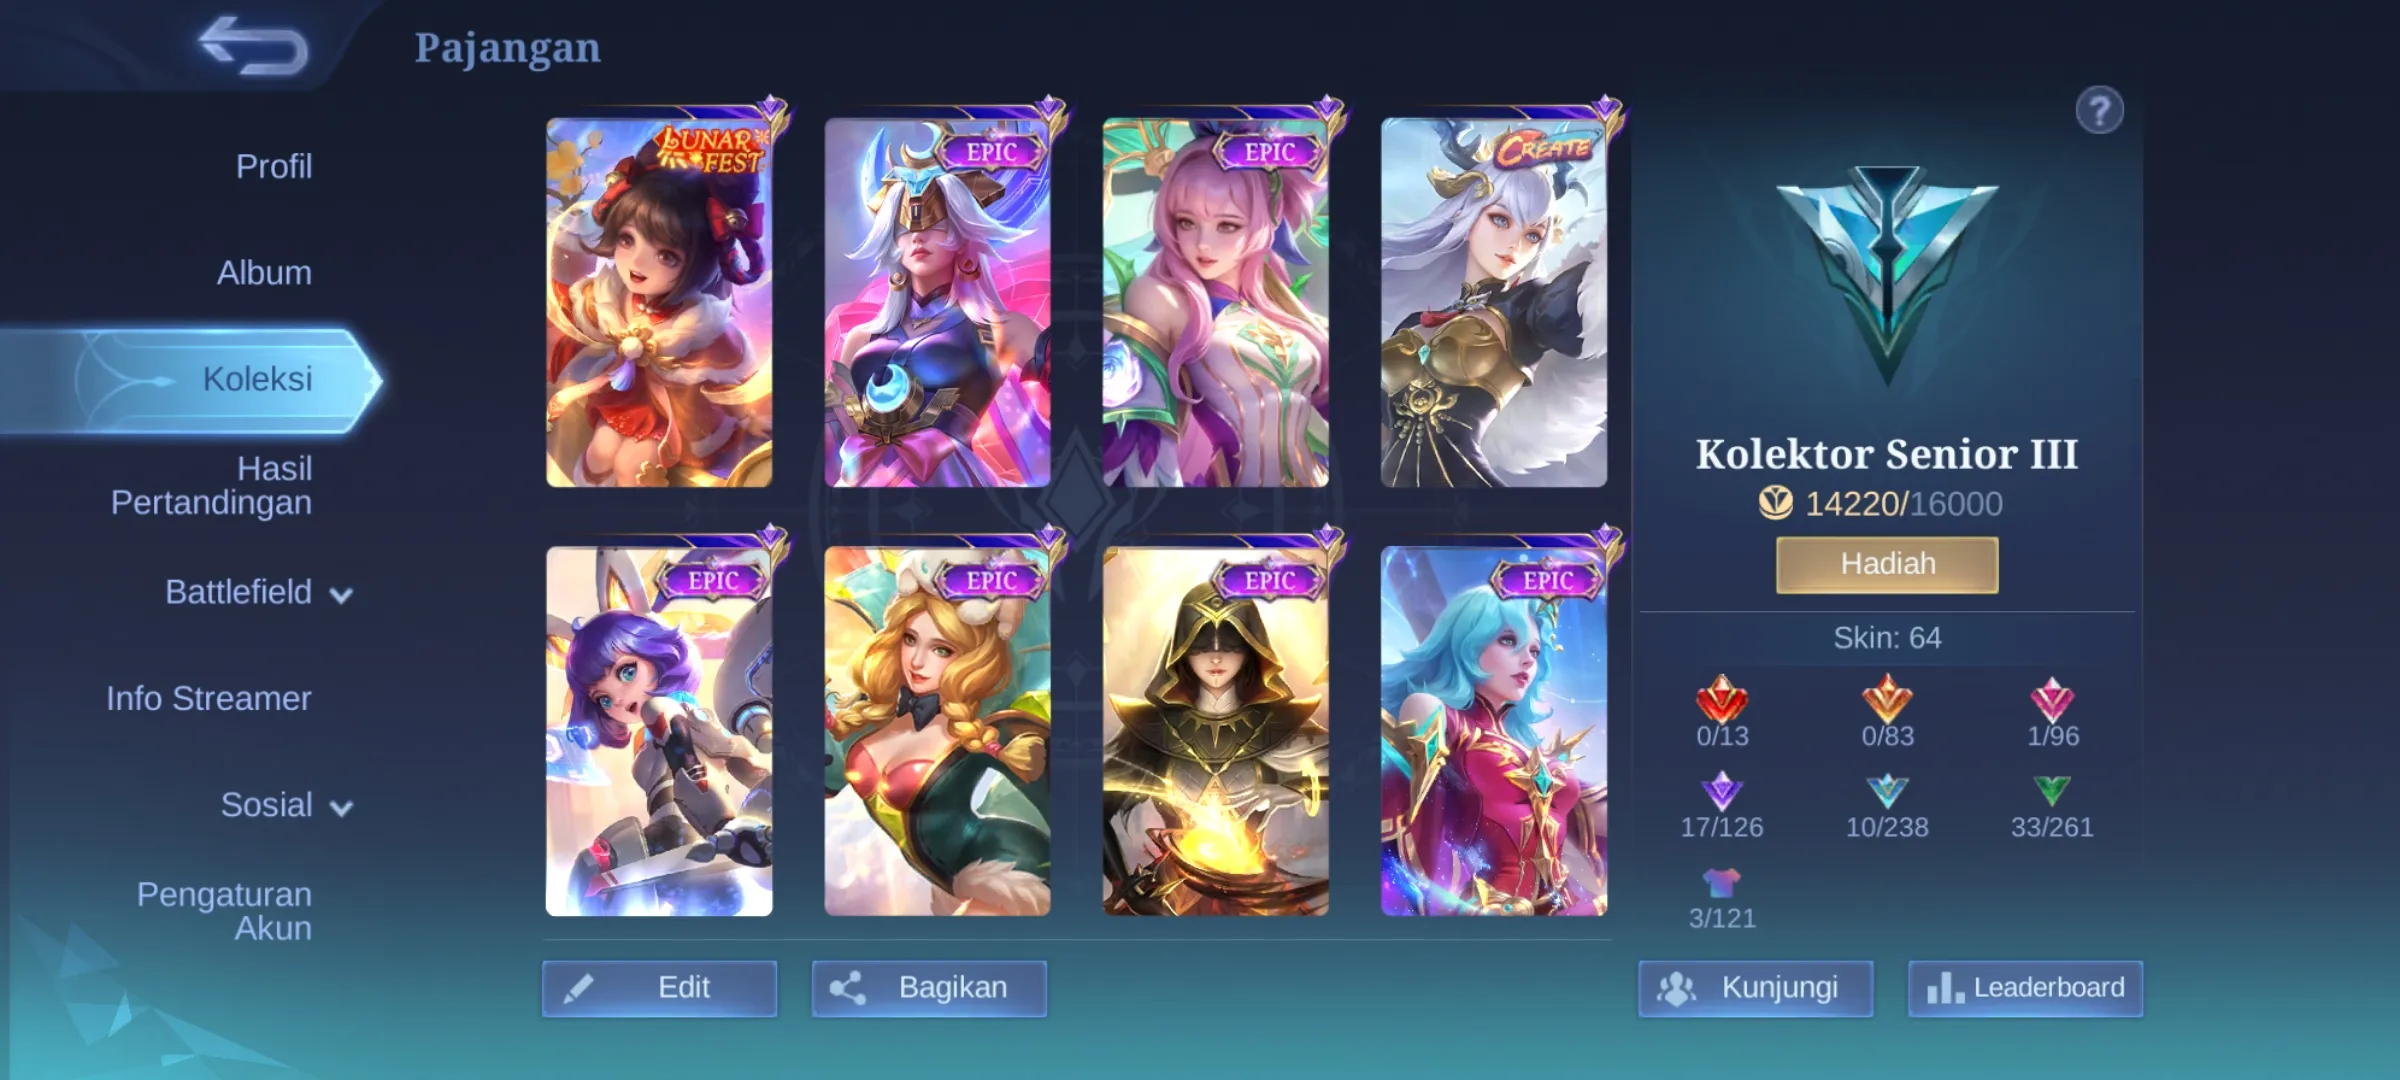 Pajangan
?
Profil
Album
Koleksi
Hasil
Pertandingan
Battlefield
Info Streamer
Sosial
Pengaturan
Akun
LUNAR
FEST
EPIC
EPIC
CREATE
EPIC
EPIC
EPIC
EPIC
Edit
Bagikan
Kolektor Senior III
14220/16000
Hadiah
Skin: 64
0/13
0/83
1/96
17/126
10/238
33/261
3/121
Kunjungi
Leaderboard